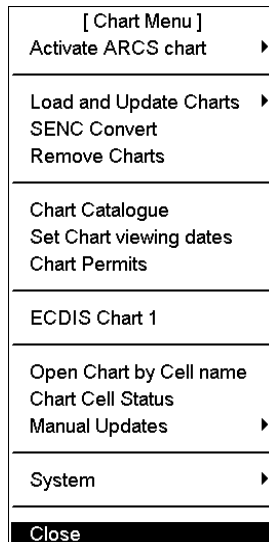 [ Chart Menu ]
Activate ARCS chart
Load and Update Charts
SENC Convert
Remove Charts
Chart Catalogue
Set Chart viewing dates
Chart Permits
ECDIS Chart 1
Open Chart by Cell name
Chart Cell Status
Manual Updates
System
Close